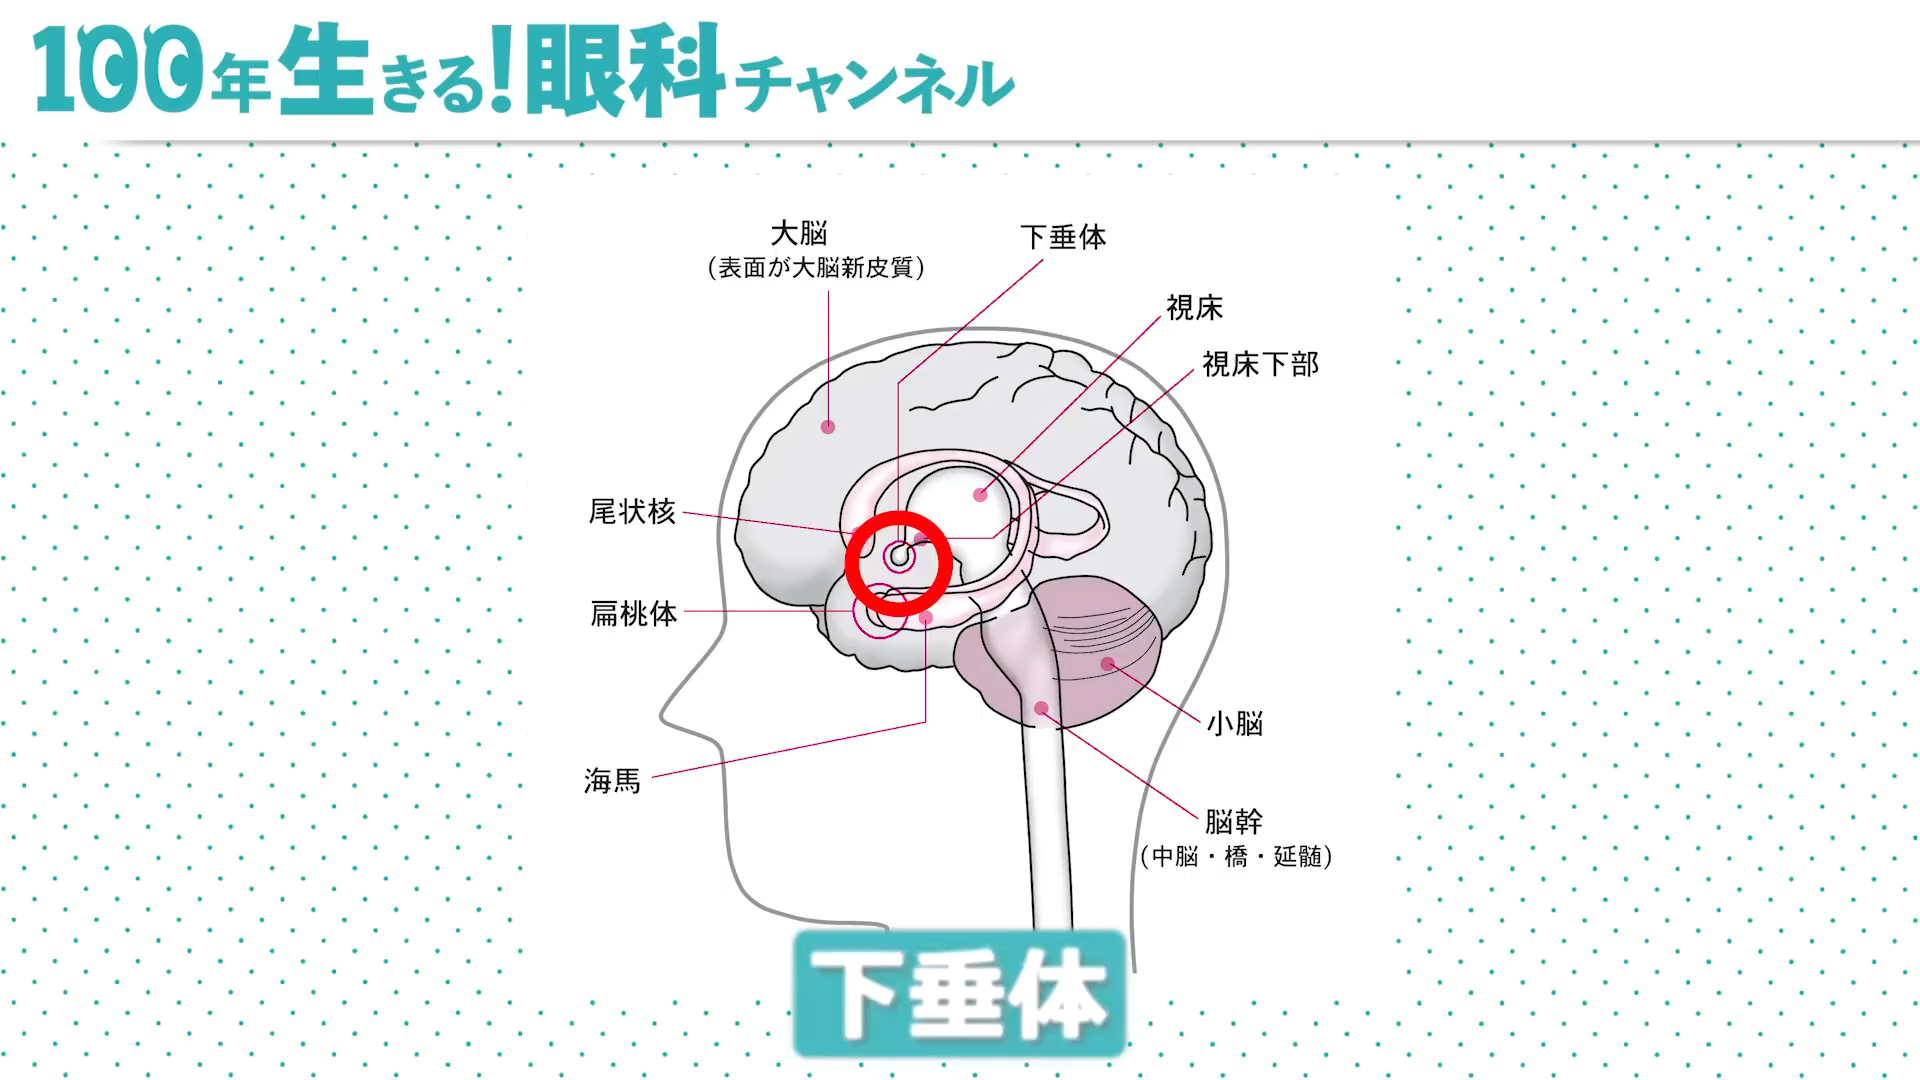 100年生きる!眼科チャンネル
大脳
(表面が大脳新皮質)
下垂体
視床
視床下部
尾状核
扁桃体
海馬
小脳
脳幹
(中脳・橋・延髄)
下垂体